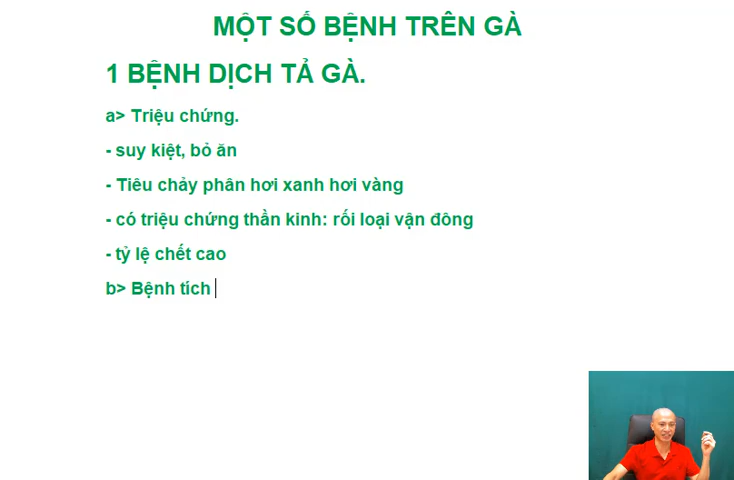 MỘT SỐ BỆNH TRÊN GÀ
1 BỆNH DỊCH TẢ GÀ.
a> Triệu chứng.
- suy kiệt, bỏ ăn
- Tiêu chảy phân hơi xanh hơi vàng
- có triệu chứng thần kinh: rối loại vận đông
- tỷ lệ chết cao
b> Bệnh tích